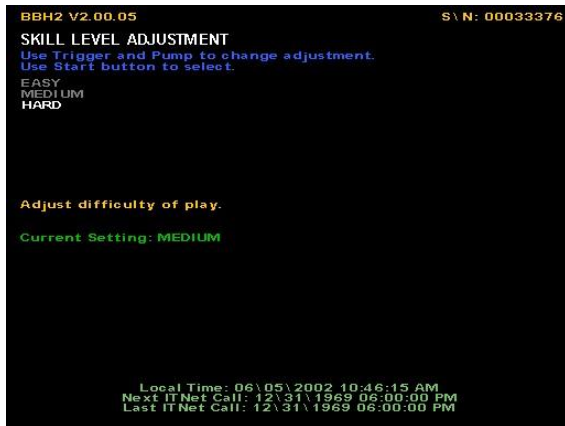 BBH2 V2.00.05 S\N: 00033376
SKILL LEVEL ADJUSTMENT
Use Trigger and Pump to change adjustment.
Use Start button to select.
EASY
MEDIUM
HARD
Adjust difficulty of play.
Current Setting: MEDIUM
Local Time: 06\05\2002 10:46:15 AM
Next ITNet Call: 12\31\1969 06:00:00 PM
Last ITNet Call: 12\31\1969 06:00:00 PM